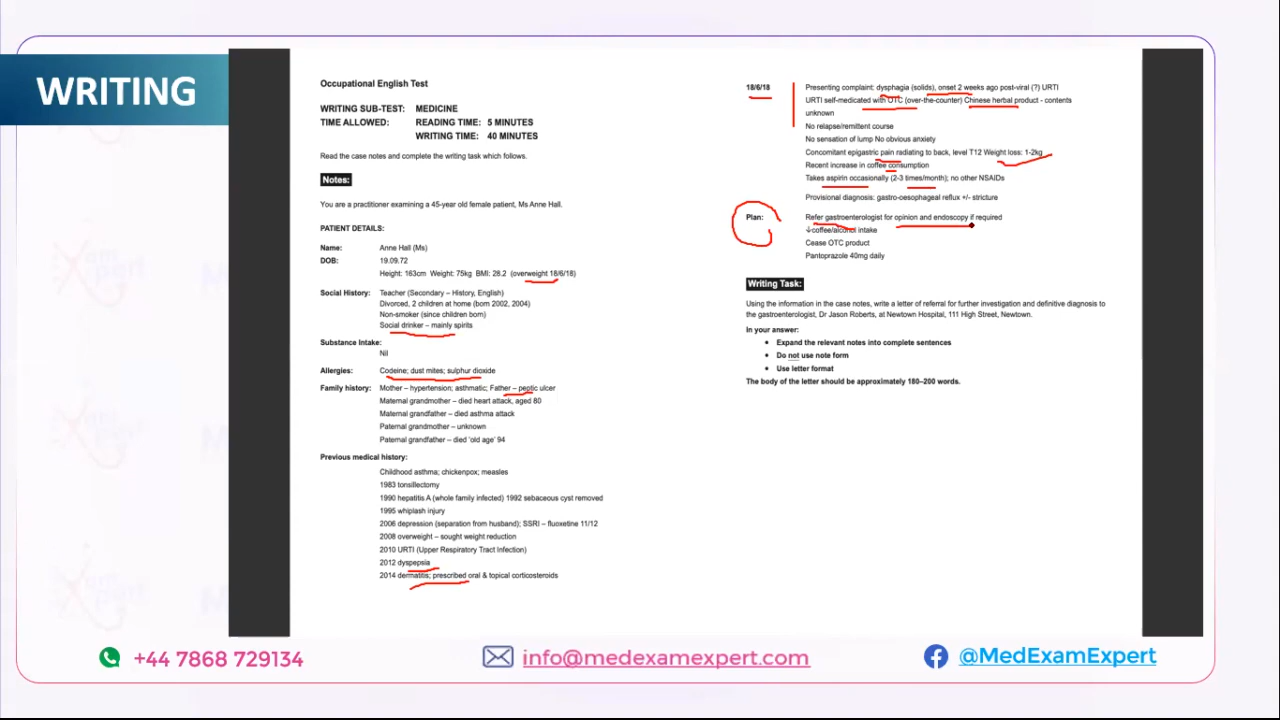 WRITING
Occupational English Test
WRITING SUB-TEST: MEDICINE
TIME ALLOWED: READING TIME: 5 MINUTES
WRITING TIME: 40 MINUTES
Read the case notes and complete the writing task which follows.
Notes:
You are a practitioner examining a 45-year old female patient, Ms Anne Hall.
PATIENT DETAILS:
Name: Anne Hall (Ms)
DOB: 19.09.72
Height: 163cm Weight: 75kg BMI: 28.2 (overweight 18/6/18)
Social History: Teacher (Secondary – History, English)
Divorced, 2 children at home (born 2002, 2004)
Non-smoker (since children born)
Social drinker – mainly spirits
Substance Intake:
Nil
Allergies: Codeine; dust mites; sulphur dioxide
Family history: Mother – hypertension; asthmatic; Father – peptic ulcer
Maternal grandmother – died heart attack, aged 80
Maternal grandfather – died asthma attack
Paternal grandmother – unknown
Paternal grandfather – died 'old age' 94
Previous medical history:
Childhood asthma; chickenpox; measles
1983 tonsillectomy
1990 hepatitis A (whole family infected) 1992 sebaceous cyst removed
1995 whiplash injury
2006 depression (separation from husband); SSRI – fluoxetine 11/12
2008 overweight – sought weight reduction
2010 URTI (Upper Respiratory Tract Infection)
2012 dyspepsia
2014 dermatitis; prescribed oral & topical corticosteroids
18/6/18 Presenting complaint: dysphagia (solids), onset 2 weeks ago post-viral (?) URTI
URTI self-medicated with OTC (over-the-counter) Chinese herbal product - contents
unknown
No relapse/remittent course
No sensation of lump No obvious anxiety
Concomitant epigastric pain radiating to back, level T12 Weight loss: 1-2kg
Recent increase in coffee consumption
Takes aspirin occasionally (2-3 times/month); no other NSAIDs
Provisional diagnosis: gastro-oesophageal reflux +/- stricture
Plan: Refer gastroenterologist for opinion and endoscopy if required
↓coffee/alcohol intake
Cease OTC product
Pantoprazole 40mg daily
Writing Task:
Using the information in the case notes, write a letter of referral for further investigation and definitive diagnosis to
the gastroenterologist, Dr Jason Roberts, at Newtown Hospital, 111 High Street, Newtown.
In your answer:
• Expand the relevant notes into complete sentences
• Do not use note form
• Use letter format
The body of the letter should be approximately 180–200 words.
+44 7868 729134
info@medexamexpert.com
@MedExamExpert